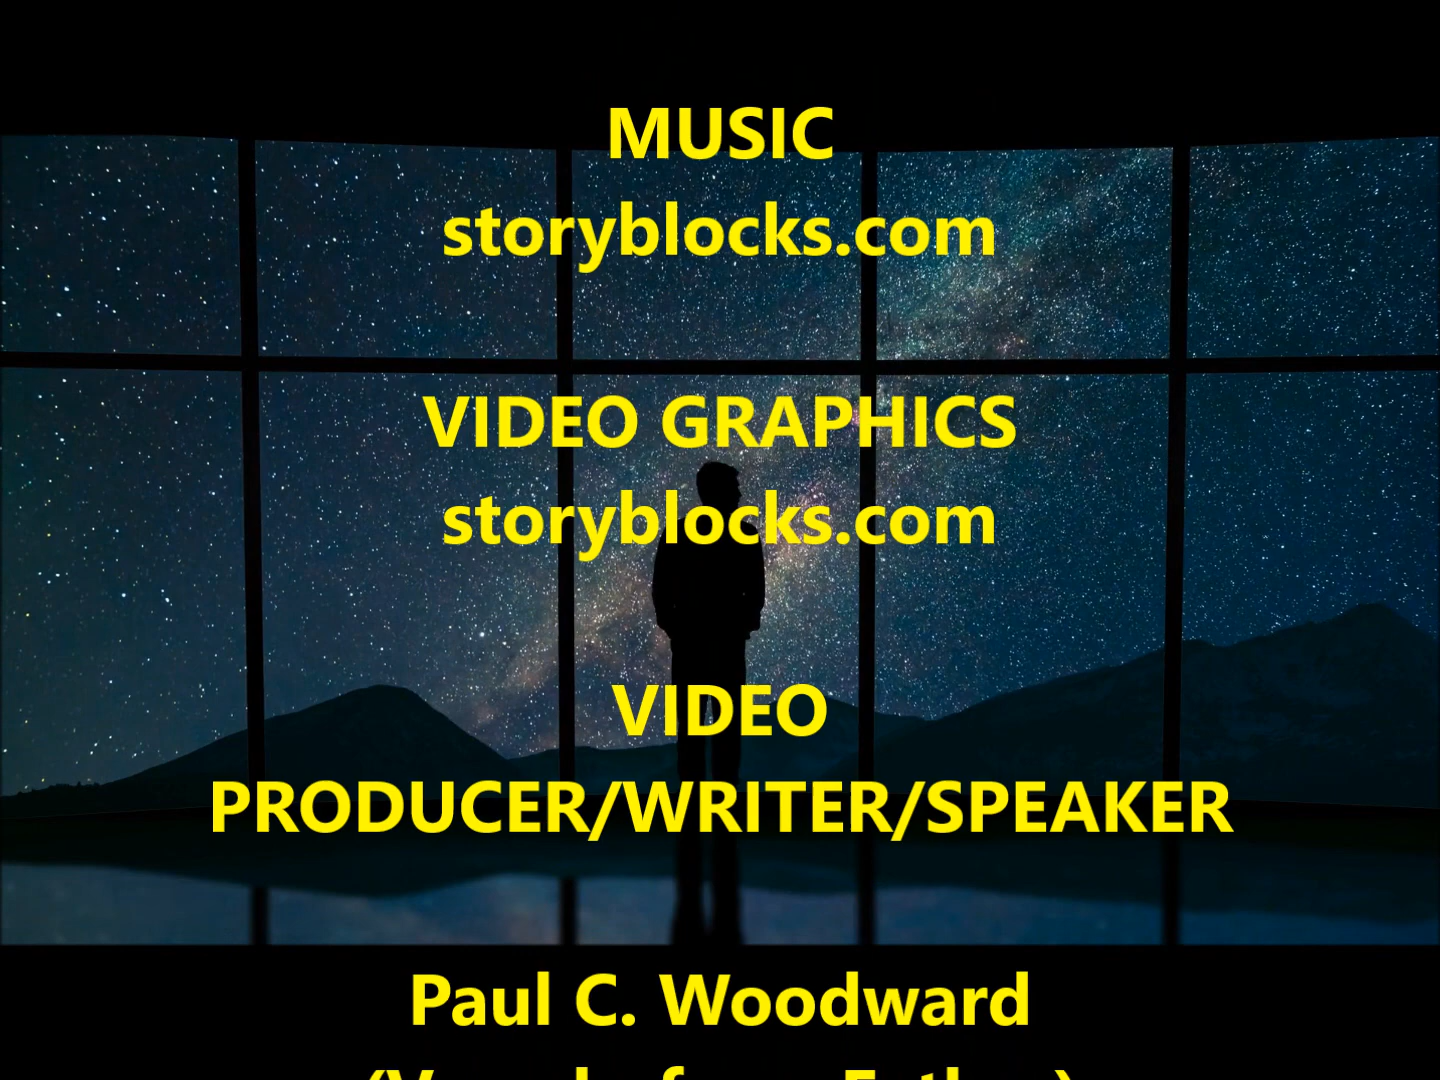 MUSIC
storyblocks.com
VIDEO GRAPHICS
storyblocks.com
VIDEO
PRODUCER/WRITER/SPEAKER
Paul C. Woodward